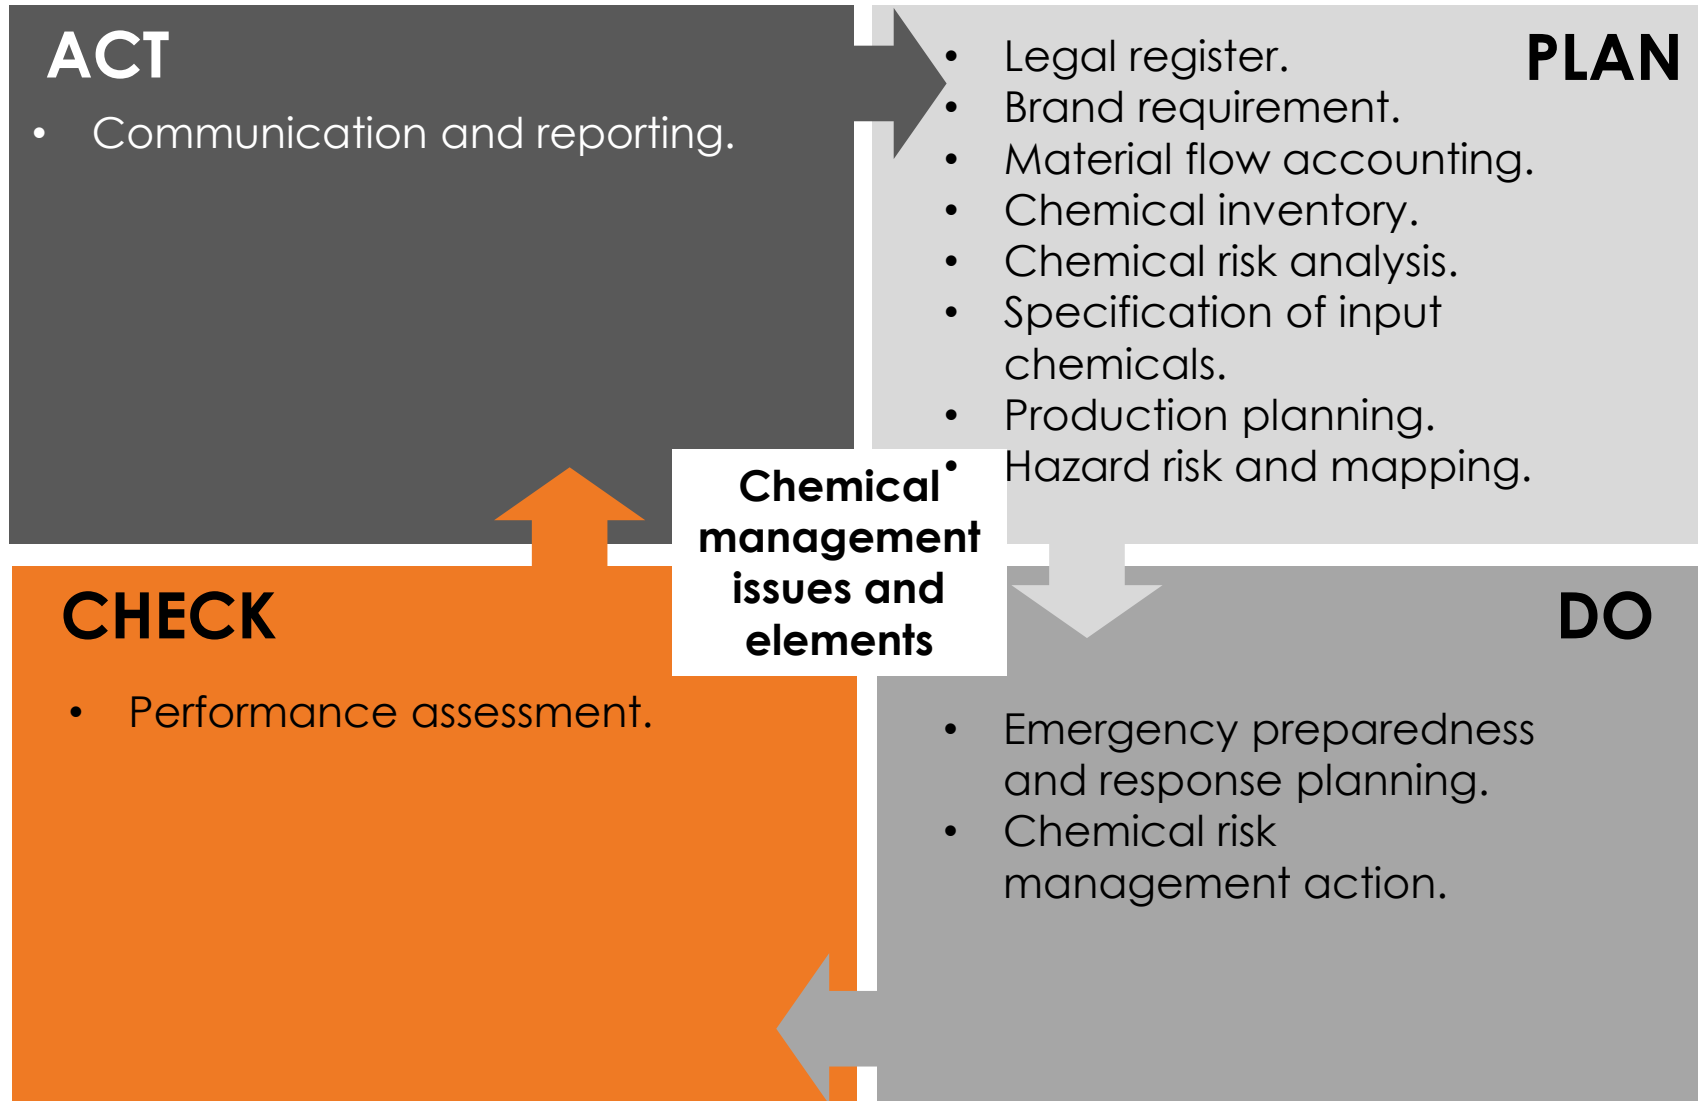 ACT
• Communication and reporting.
PLAN
• Legal register.
• Brand requirement.
• Material flow accounting.
• Chemical inventory.
• Chemical risk analysis.
• Specification of input
chemicals.
• Production planning.
• Hazard risk and mapping.
Chemical
management
issues and
elements
CHECK
• Performance assessment.
DO
• Emergency preparedness
and response planning.
• Chemical risk
management action.